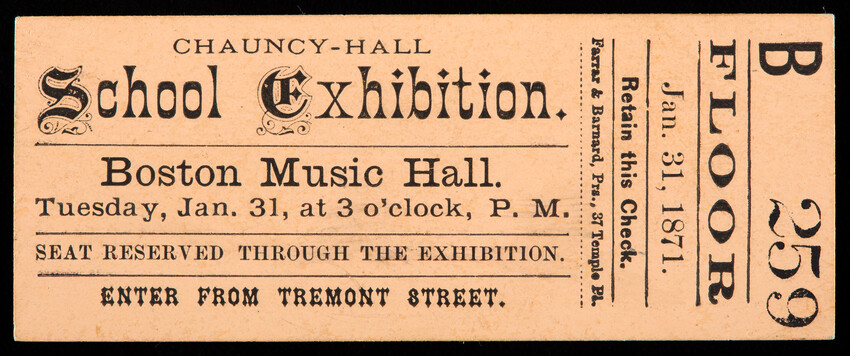 CHAUNCY-HALL
School Exhibition.
Boston Music Hall.
Tuesday, Jan. 31, at 3 o'clock, P. M.
SEAT RESERVED THROUGH THE EXHIBITION.
ENTER FROM TREMONT STREET.
B 259
FLOOR
Jan. 31, 1871.
Retain this Check.
Farrar & Barnard, Prs., 37 Temple Pl.